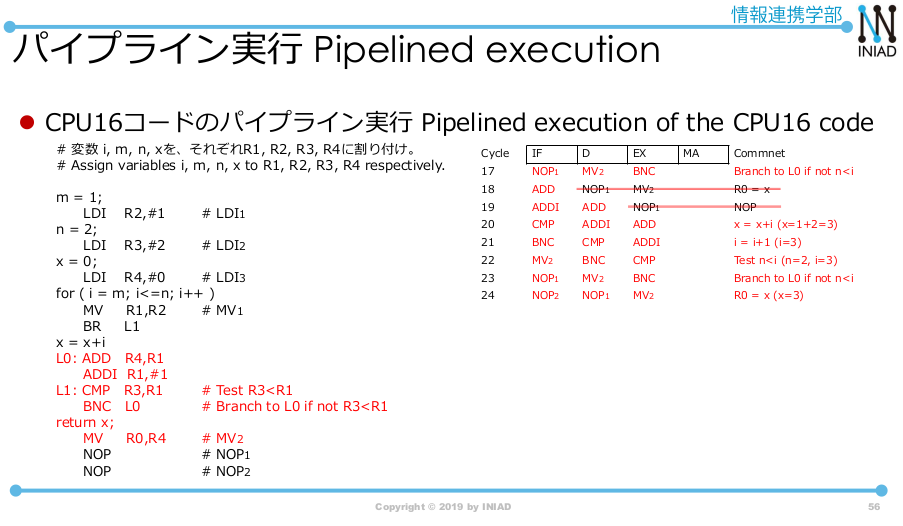 情報連携学部
INIAD
パイプライン実行 Pipelined execution
CPU16コードのパイプライン実行 Pipelined execution of the CPU16 code
# 変数 i, m, n, xを、それぞれR1, R2, R3, R4に割り付け。
# Assign variables i, m, n, x to R1, R2, R3, R4 respectively.
m = 1;
LDI R2,#1 # LDI1
n = 2;
LDI R3,#2 # LDI2
x = 0;
LDI R4,#0 # LDI3
for ( i = m; i<=n; i++ )
MV R1,R2 # MV1
BR L1
x = x+i
L0: ADD R4,R1
ADDI R1,#1
L1: CMP R3,R1 # Test R3<R1
BNC L0 # Branch to L0 if not R3<R1
return x;
MV R0,R4 # MV2
NOP # NOP1
NOP # NOP2
Cycle IF D EX MA Commnet
17 NOP1 MV2 BNC Branch to L0 if not n<i
18 ADD NOP1 MV2 R0 = x
19 ADDI ADD NOP1 NOP
20 CMP ADDI ADD x = x+i (x=1+2=3)
21 BNC CMP ADDI i = i+1 (i=3)
22 MV2 BNC CMP Test n<i (n=2, i=3)
23 NOP1 MV2 BNC Branch to L0 if not n<i
24 NOP2 NOP1 MV2 R0 = x (x=3)
Copyright © 2019 by INIAD
56